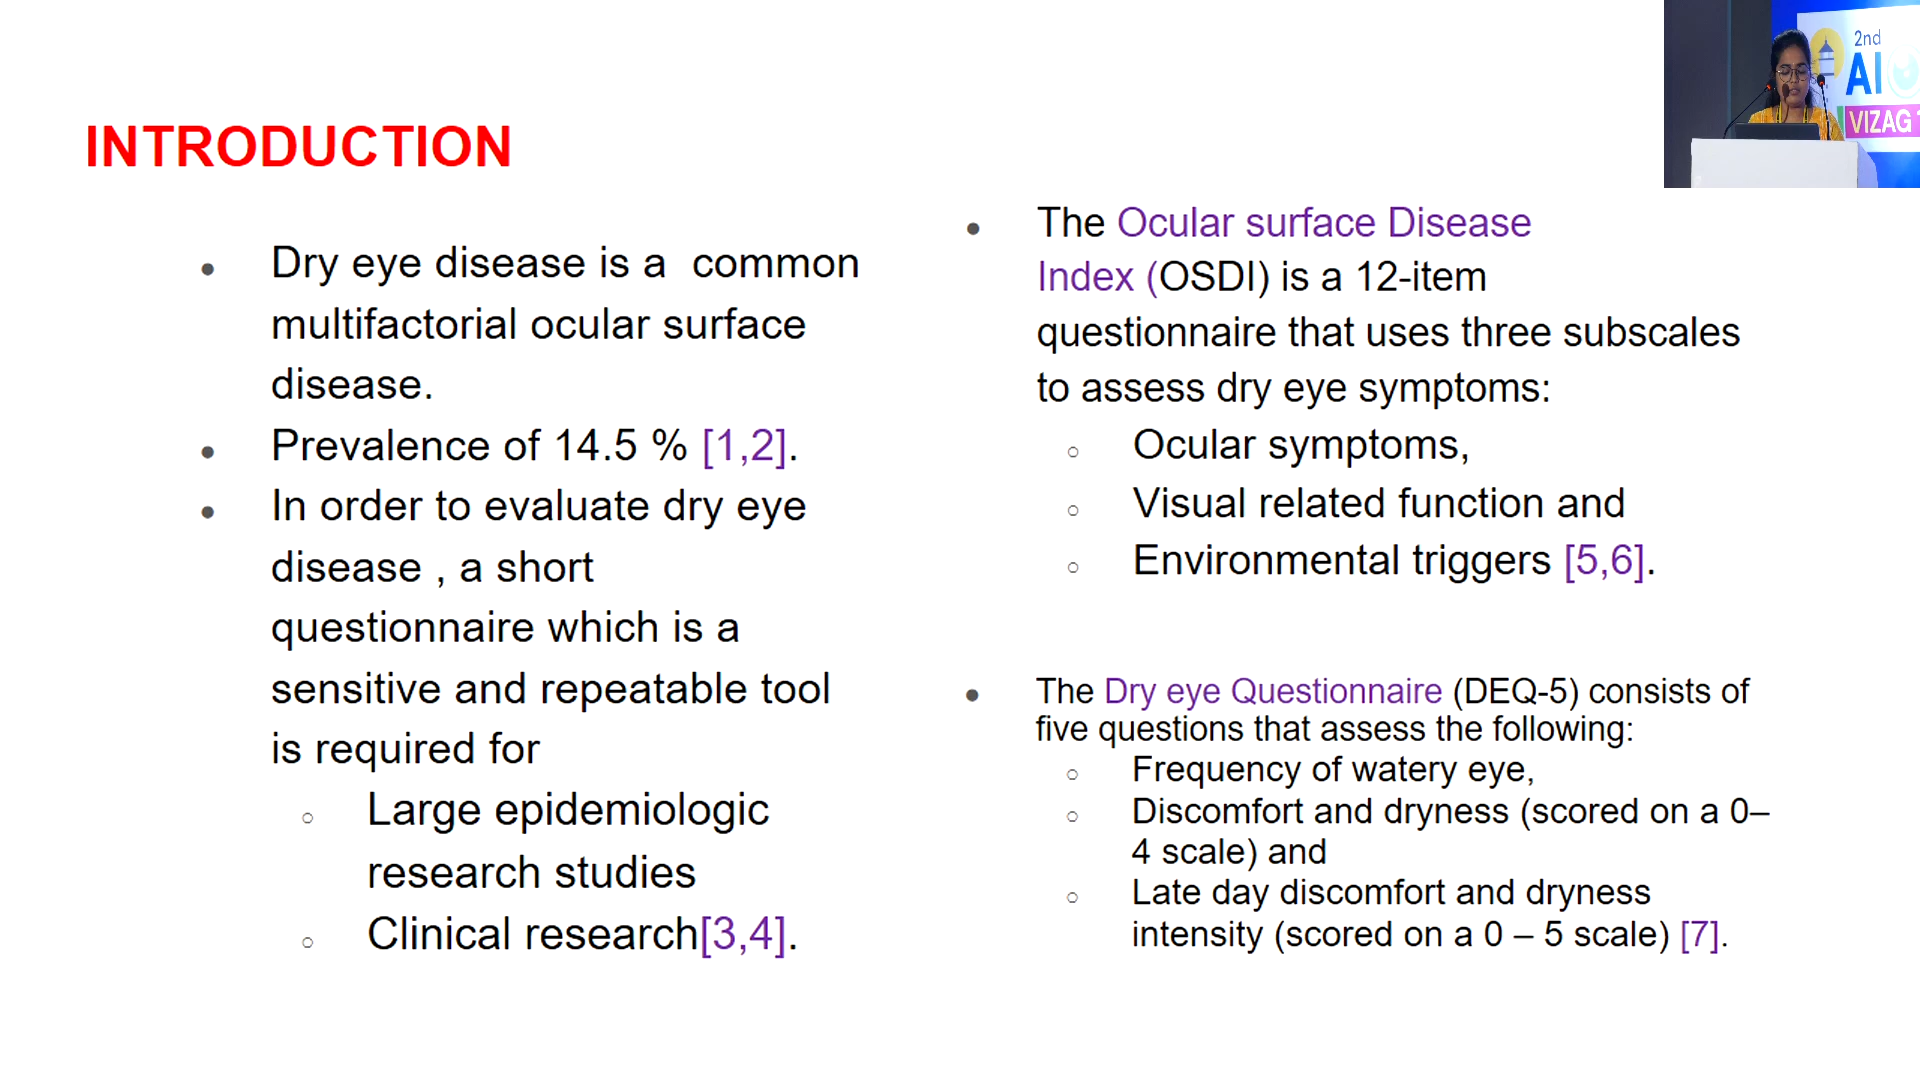 INTRODUCTION
● Dry eye disease is a  common
multifactorial ocular surface
disease.
● Prevalence of 14.5 % [1,2].
● In order to evaluate dry eye
disease , a short
questionnaire which is a
sensitive and repeatable tool
is required for
○ Large epidemiologic
research studies
○ Clinical research[3,4].
● The Ocular surface Disease
Index (OSDI) is a 12-item
questionnaire that uses three subscales
to assess dry eye symptoms:
○ Ocular symptoms,
○ Visual related function and
○ Environmental triggers [5,6].
● The Dry eye Questionnaire (DEQ-5) consists of
five questions that assess the following:
○ Frequency of watery eye,
○ Discomfort and dryness (scored on a 0–
4 scale) and
○ Late day discomfort and dryness
intensity (scored on a 0 – 5 scale) [7].
2nd
AI
VIZAG